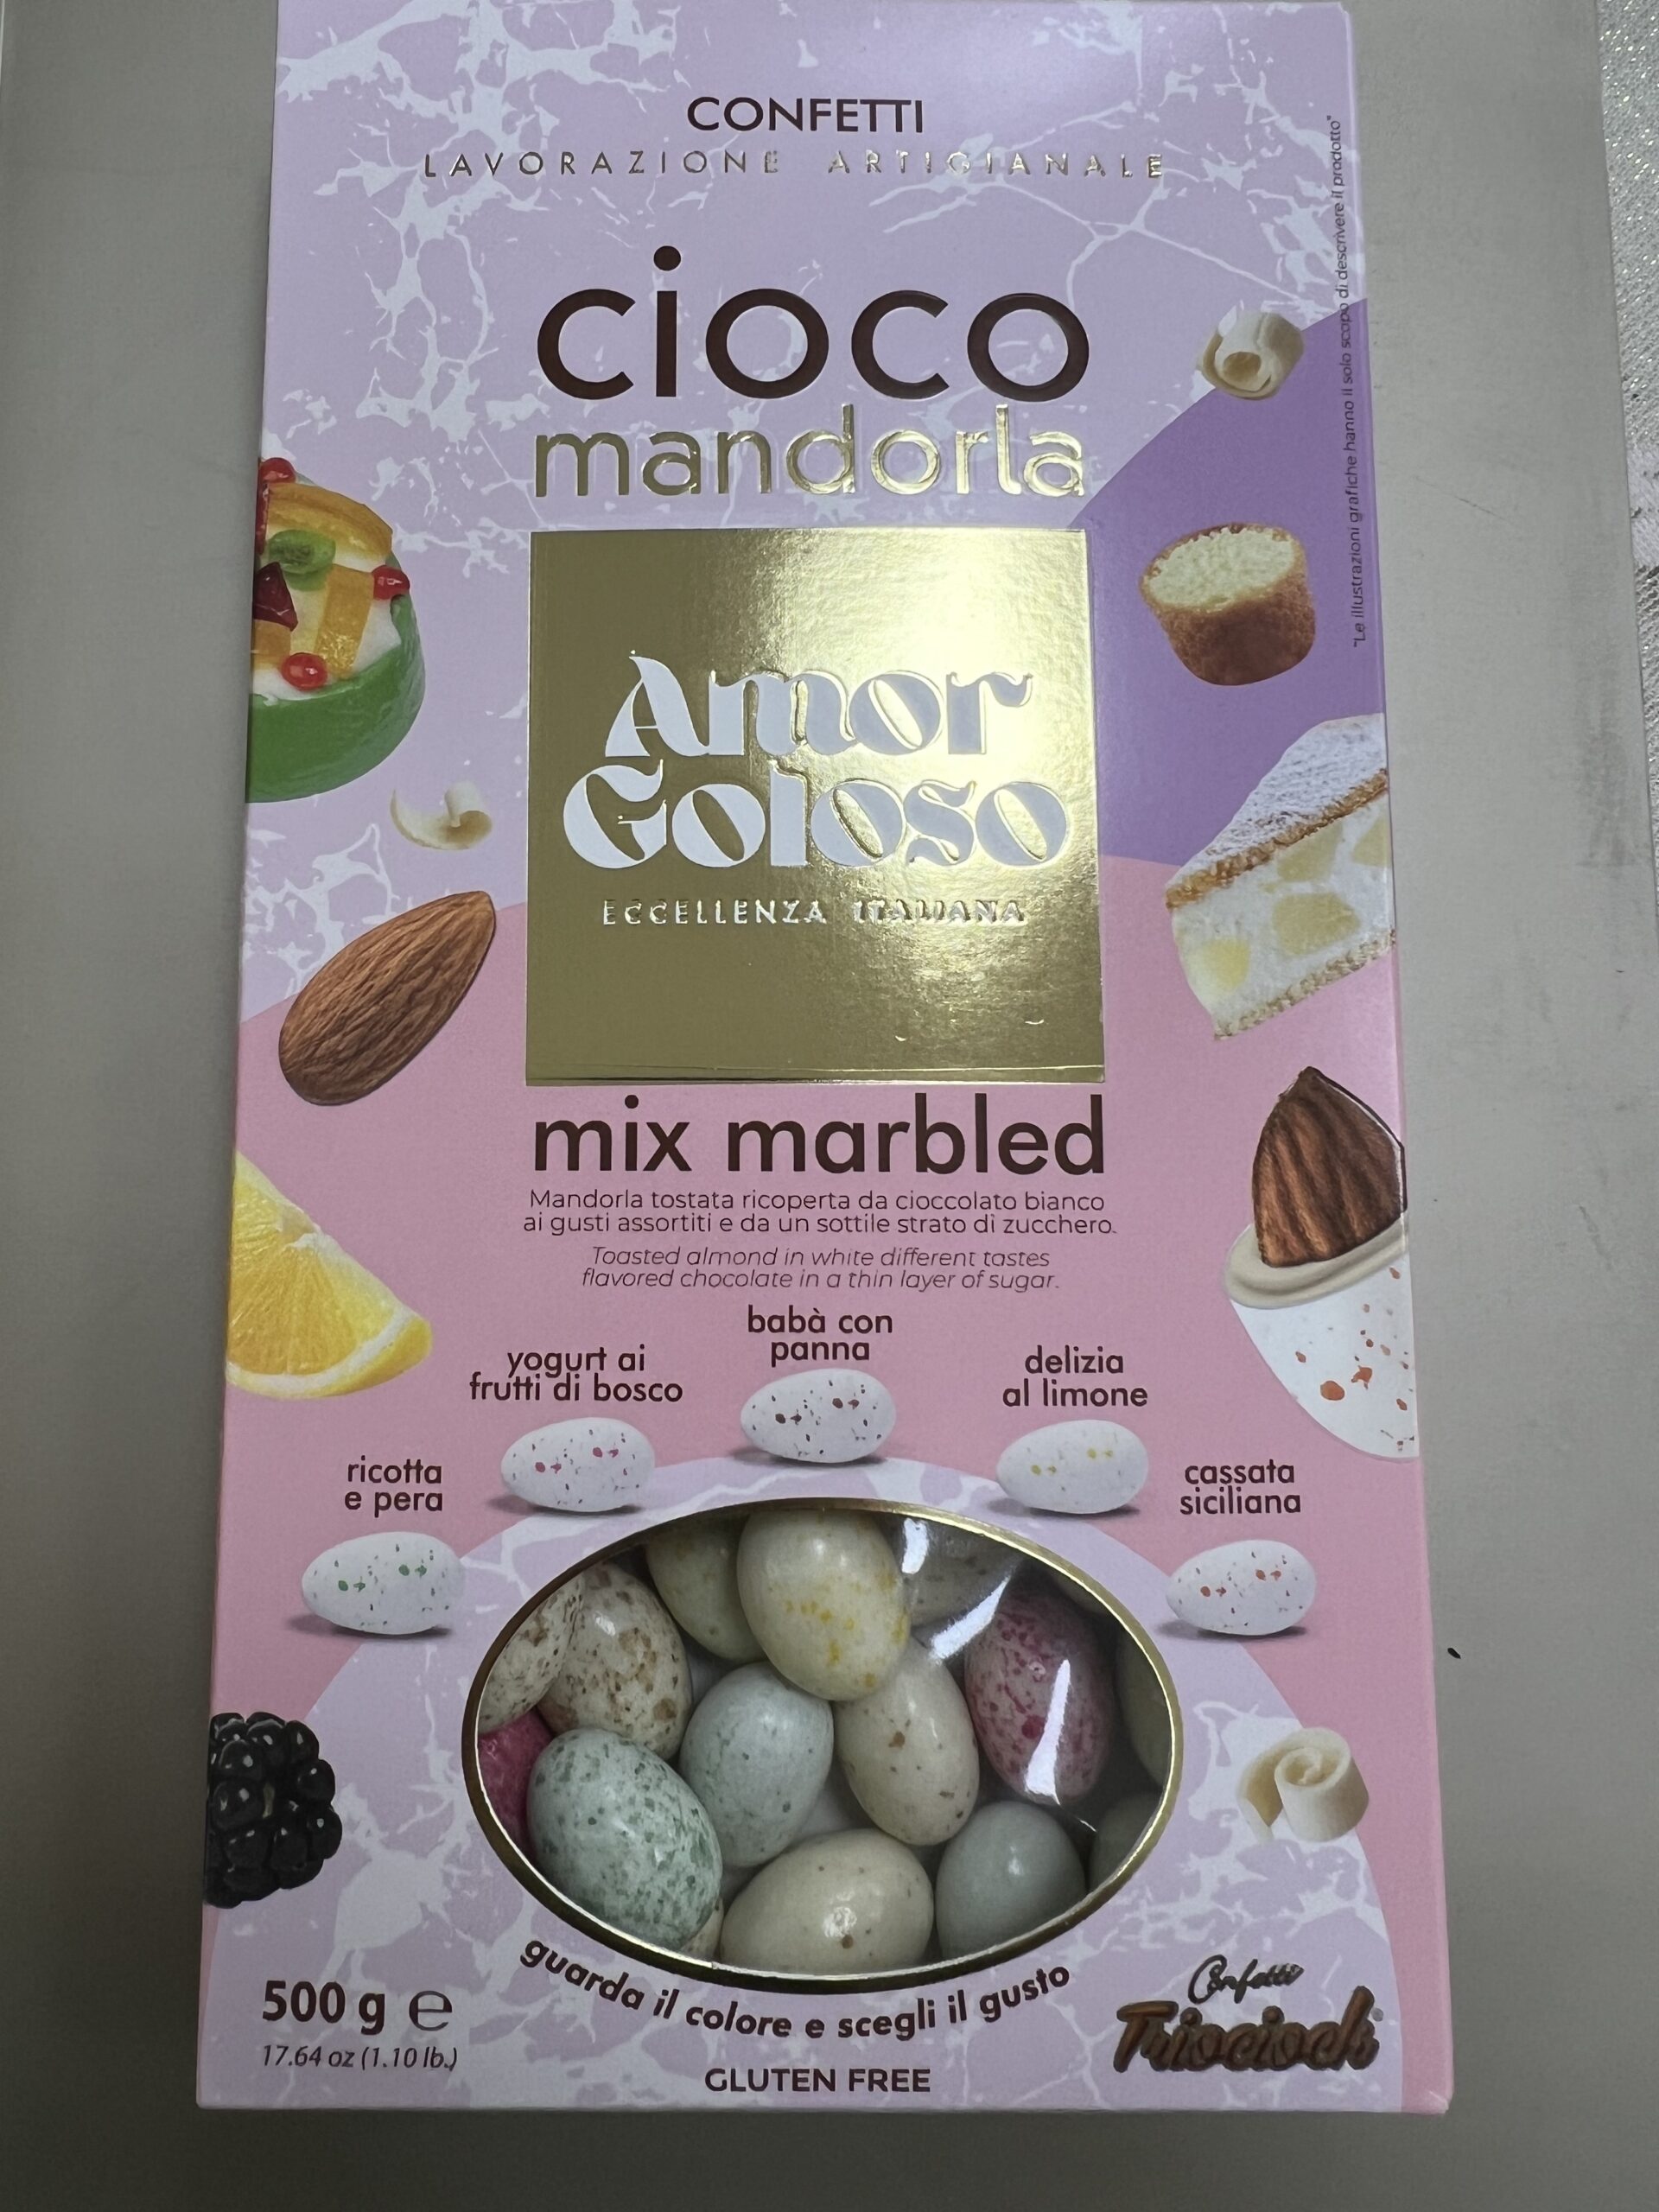 CONFETTI
LAVORAZIONE ARTIGIANALE
cioco
mandorla
Amor
Goloso
ECCELLENZA ITALIANA
"Le illustrazioni grafiche hanno il solo scopo di descrivere il prodotto"
mix marbled
Mandorla tostata ricoperta da cioccolato bianco
ai gusti assortiti e da un sottile strato di zucchero.
Toasted almond in white different tastes
flavored chocolate in a thin layer of sugar.
babà con
panna
yogurt ai
frutti di bosco
delizia
al limone
ricotta
e pera
cassata
siciliana
guarda il colore e scegli il gusto
500 g e
17.64 oz (1.10 lb.)
GLUTEN FREE
Confetti
Triociock®